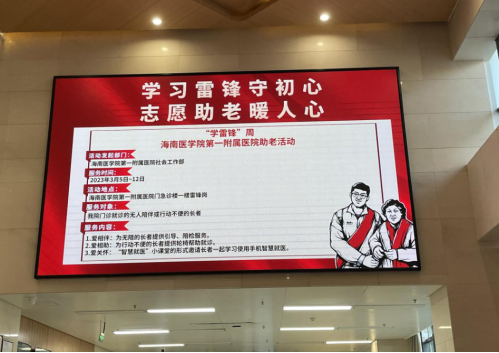 学习雷锋守初心
志愿助老暖人心
“学雷锋”周
海南医学院第一附属医院助老活动
活动发起部门：
海南医学院第一附属医院社会工作部
服务时间：
2023年3月5日~12日
活动地点：
海南医学院第一附属医院门急诊楼一楼雷锋岗
服务对象：
我院门诊就诊的无人陪伴或行动不便的长者
服务内容：
1.爱相伴：为无陪的长者提供引导、陪检服务。
2.爱相助：为行动不便的长者提供轮椅帮助就诊。
3.爱关怀：“智慧就医”小课堂的形式邀请长者一起学习使用手机智慧就医。